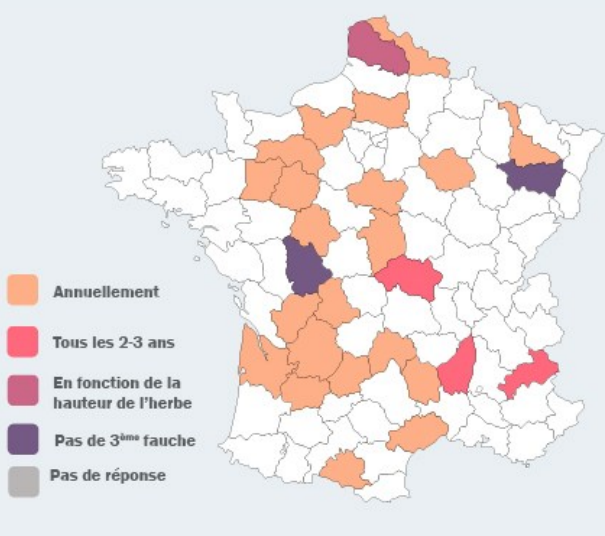 Annuellement
Tous les 2-3 ans
En fonction de la
hauteur de l'herbe
Pas de 3ème fauche
Pas de réponse